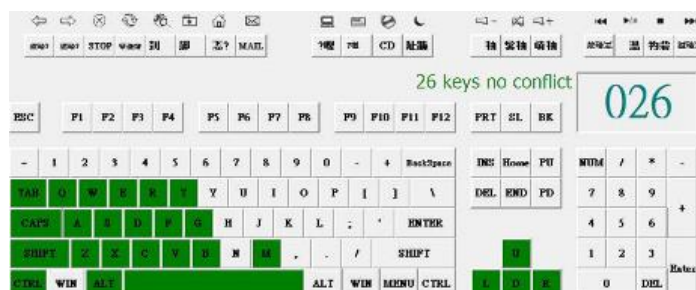 STOP 到 MAIL CD
26 keys no conflict
026
ESC F1 F2 F3 F4 F5 F6 F7 F8 F9 F10 F11 F12 PRT SL BK
~ 1 2 3 4 5 6 7 8 9 0 - + BackSpace INS Home PU NUM / * -
TAB Q W E R T Y U I O P [ ] \ DEL END PD 7 8 9 +
CAPS A S D F G H J K L ; ' ENTER 4 5 6
SHIFT Z X C V B N M , . / SHIFT U 1 2 3 Enter
CTRL WIN ALT ALT WIN MENU CTRL L D R 0 DEL